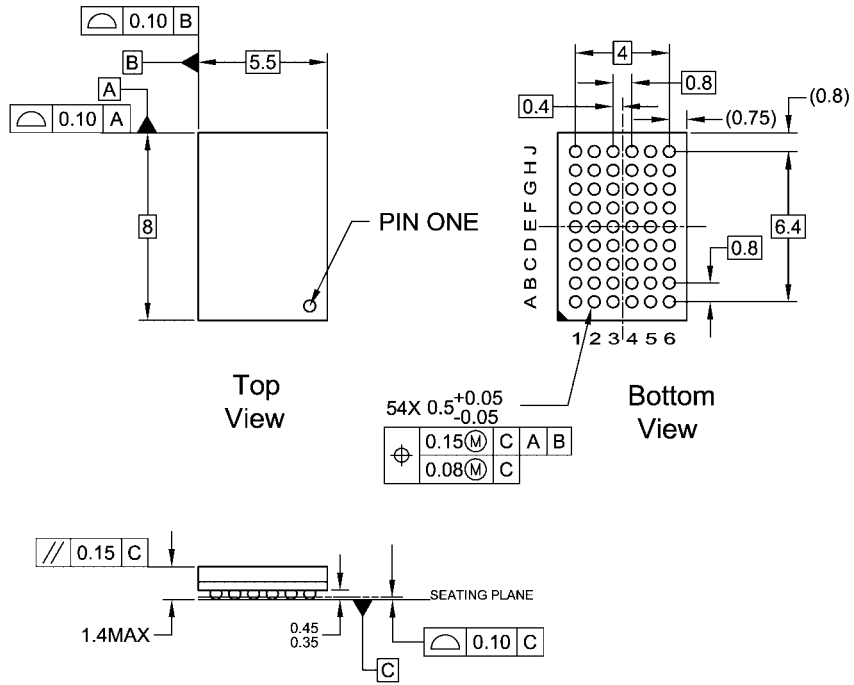 0.10 B
B
5.5
A
0.10 A
8
PIN ONE
Top
View
4
0.8
0.4
(0.8)
(0.75)
J
H
G
F
E
D
C
B
A
6.4
0.8
1 2 3 4 5 6
Bottom
View
54X 0.5 +0.05
-0.05
0.15 Ⓜ C A B
0.08 Ⓜ C
// 0.15 C
1.4MAX
0.45
0.35
SEATING PLANE
0.10 C
C